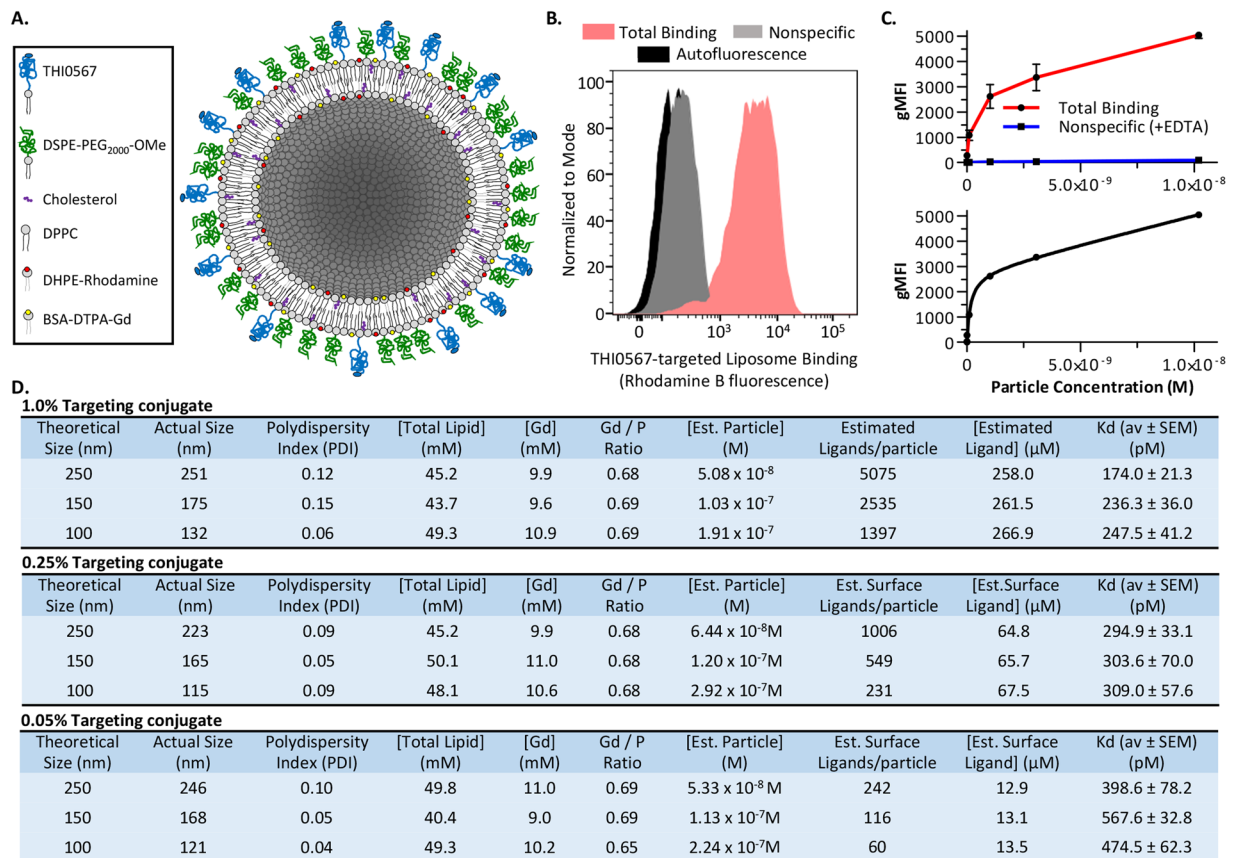 A.
THI0567
DSPE-PEG2000-OMe
Cholesterol
DPPC
DHPE-Rhodamine
BSA-DTPA-Gd
B.
Total Binding
Nonspecific
Autofluorescence
Normalized to Mode
100
80
60
40
20
0
0 10³ 10⁴ 10⁵
THI0567-targeted Liposome Binding
(Rhodamine B fluorescence)
C.
gMFI
5000
4000
3000
2000
1000
0
Total Binding
Nonspecific (+EDTA)
0 5.0x10⁻⁹ 1.0x10⁻⁸
gMFI
5000
4000
3000
2000
1000
0
0 5.0x10⁻⁹ 1.0x10⁻⁸
Particle Concentration (M)
D.
1.0% Targeting conjugate
Theoretical Actual Size Polydispersity [Total Lipid] [Gd] Gd / P [Est. Particle] Estimated [Estimated Kd (av ± SEM)
Size (nm) (nm) Index (PDI) (mM) (mM) Ratio (M) Ligands/particle Ligand] (µM) (pM)
250 251 0.12 45.2 9.9 0.68 5.08 x 10⁻⁸ 5075 258.0 174.0 ± 21.3
150 175 0.15 43.7 9.6 0.69 1.03 x 10⁻⁷ 2535 261.5 236.3 ± 36.0
100 132 0.06 49.3 10.9 0.69 1.91 x 10⁻⁷ 1397 266.9 247.5 ± 41.2
0.25% Targeting conjugate
Theoretical Actual Size Polydispersity [Total Lipid] [Gd] Gd / P [Est. Particle] Est. Surface [Est.Surface Kd (av ± SEM)
Size (nm) (nm) Index (PDI) (mM) (mM) Ratio (M) Ligands/particle Ligand] (µM) (pM)
250 223 0.09 45.2 9.9 0.68 6.44 x 10⁻⁸M 1006 64.8 294.9 ± 33.1
150 165 0.05 50.1 11.0 0.68 1.20 x 10⁻⁷M 549 65.7 303.6 ± 70.0
100 115 0.09 48.1 10.6 0.68 2.92 x 10⁻⁷M 231 67.5 309.0 ± 57.6
0.05% Targeting conjugate
Theoretical Actual Size Polydispersity [Total Lipid] [Gd] Gd / P [Est. Particle] Est. Surface [Est. Surface Kd (av ± SEM)
Size (nm) (nm) Index (PDI) (mM) (mM) Ratio (M) Ligands/particle Ligand] (µM) (pM)
250 246 0.10 49.8 11.0 0.69 5.33 x 10⁻⁸ M 242 12.9 398.6 ± 78.2
150 168 0.05 40.4 9.0 0.69 1.13 x 10⁻⁷M 116 13.1 567.6 ± 32.8
100 121 0.04 49.3 10.2 0.65 2.24 x 10⁻⁷M 60 13.5 474.5 ± 62.3